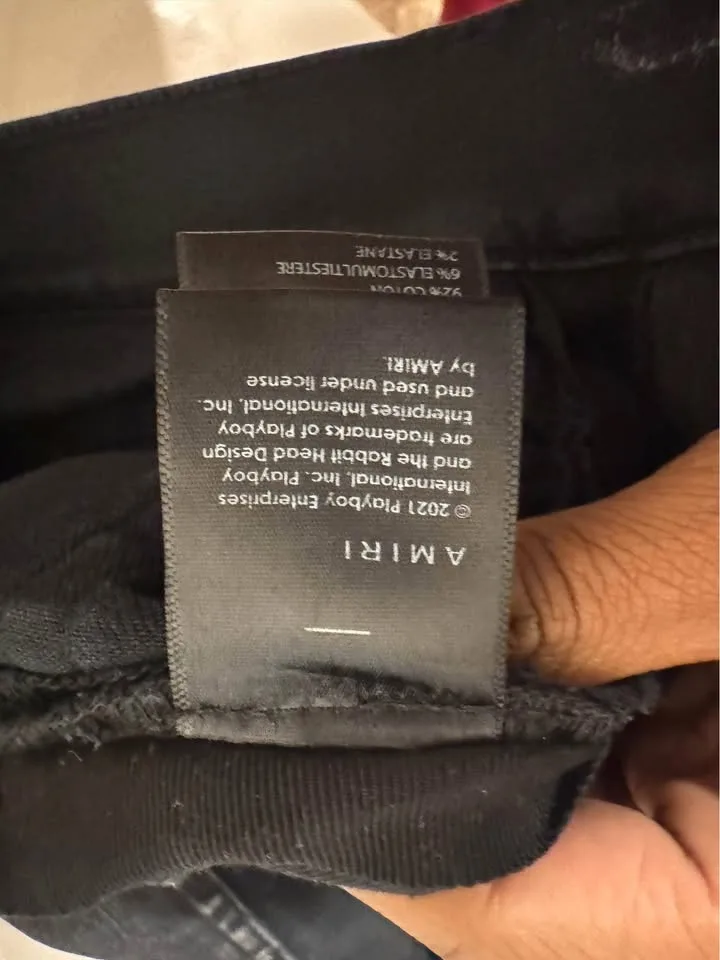 AMIRI
© 2021 Playboy Enterprises
International, Inc. Playboy
and the Rabbit Head Design
are trademarks of Playboy
Enterprises International, Inc.
and used under license
by AMIRI.
92% COTON
6% ELASTOMULTIESTERE
2% ELASTANE